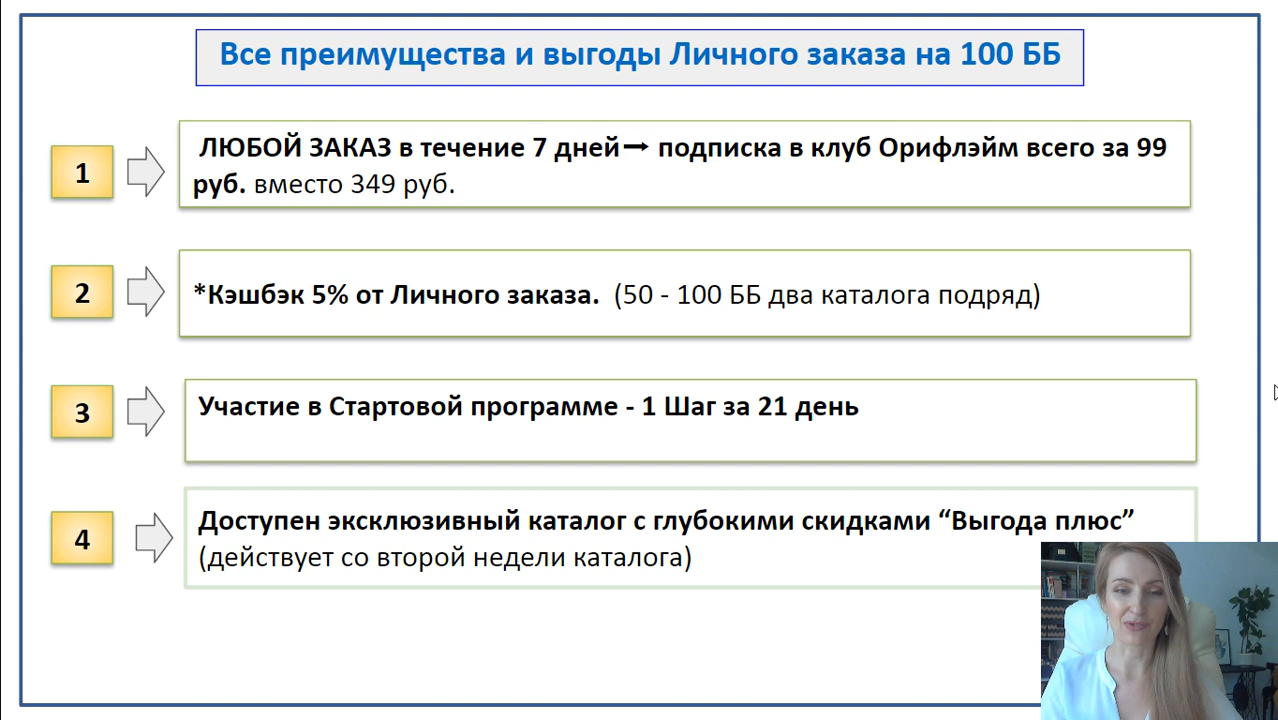 Все преимущества и выгоды Личного заказа на 100 ББ
1
ЛЮБОЙ ЗАКАЗ в течение 7 дней→ подписка в клуб Орифлэйм всего за 99
руб. вместо 349 руб.
2
*Кэшбэк 5% от Личного заказа. (50 - 100 ББ два каталога подряд)
3
Участие в Стартовой программе - 1 Шаг за 21 день
4
Доступен эксклюзивный каталог с глубокими скидками “Выгода плюс”
(действует со второй недели каталога)